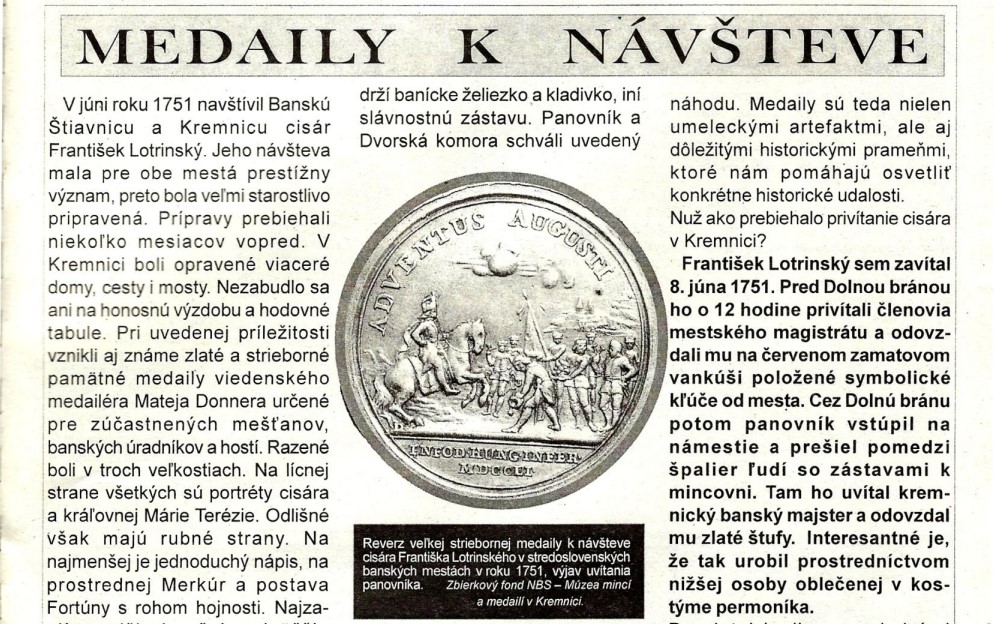 MEDAILY K NÁVŠTEVE
V júni roku 1751 navštívil Banskú
Štiavnicu a Kremnicu cisár
František Lotrinský. Jeho návšteva
mala pre obe mestá prestížny
význam, preto bola veľmi starostlivo
pripravená. Prípravy prebiehali
niekoľko mesiacov vopred. V
Kremnici boli opravené viaceré
domy, cesty i mosty. Nezabudlo sa
ani na honosnú výzdobu a hodovné
tabule. Pri uvedenej príležitosti
vznikli aj známe zlaté a strieborné
pamätné medaily viedenského
medailéra Mateja Donnera určené
pre zúčastnených mešťanov,
banských úradníkov a hostí. Razené
boli v troch veľkostiach. Na lícnej
strane všetkých sú portréty cisára
a kráľovnej Márie Terézie. Odlišné
však majú rubné strany. Na
najmenšej je jednoduchý nápis, na
prostrednej Merkúr a postava
Fortúny s rohom hojnosti. Najza-
drží banícke želiezko a kladivko, iní
slávnostnú zástavu. Panovník a
Dvorská komora schváli uvedený
ADVENTUS AUGUSTI
INFOD·HUNG·INFER·
MDCCLI·
Reverz veľkej striebornej medaily k návšteve
cisára Františka Lotrinského v stredoslovenských
banských mestách v roku 1751, výjav uvítania
panovníka. Zbierkový fond NBS – Múzea mincí
a medailí v Kremnici.
náhodu. Medaily sú teda nielen
umeleckými artefaktmi, ale aj
dôležitými historickými prameňmi,
ktoré nám pomáhajú osvetliť
konkrétne historické udalosti.
Nuž ako prebiehalo privítanie cisára
v Kremnici?
František Lotrinský sem zavítal
8. júna 1751. Pred Dolnou bránou
ho o 12 hodine privítali členovia
mestského magistrátu a odovz-
dali mu na červenom zamatovom
vankúši položené symbolické
kľúče od mesta. Cez Dolnú bránu
potom panovník vstúpil na
námestie a prešiel pomedzi
špalier ľudí so zástavami k
mincovni. Tam ho uvítal krem-
nický banský majster a odovzdal
mu zlaté štufy. Interesantné je,
že tak urobil prostredníctvom
nižšej osoby oblečenej v kos-
týme permoníka.